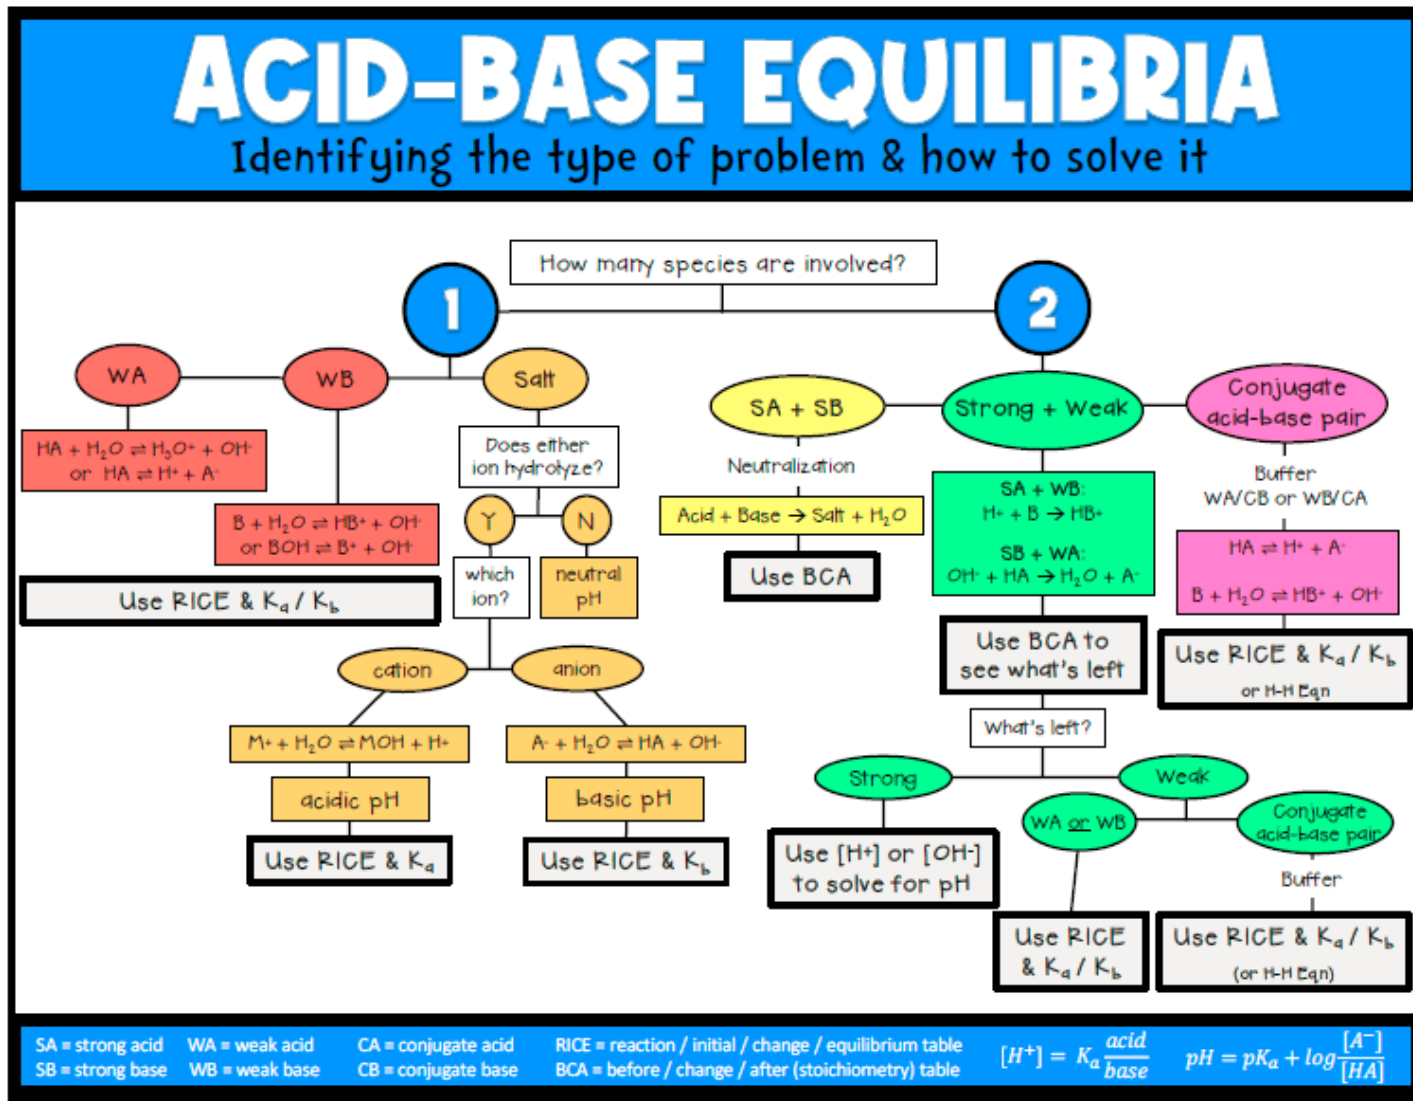 ACID-BASE EQUILIBRIA
Identifying the type of problem & how to solve it
How many species are involved?
1
2
WA
WB
Salt
HA + H₂O ⇌ H₃O⁺ + OH⁻
or HA ⇌ H⁺ + A⁻
B + H₂O ⇌ HB⁺ + OH⁻
or BOH ⇌ B⁺ + OH⁻
Use RICE & Kₐ / K_b
Does either
ion hydrolyze?
Y
N
which
ion?
neutral
pH
cation
anion
M⁺ + H₂O ⇌ MOH + H⁺
A⁻ + H₂O ⇌ HA + OH⁻
acidic pH
basic pH
Use RICE & Kₐ
Use RICE & K_b
SA + SB
Strong + Weak
Conjugate
acid-base pair
Neutralization
Acid + Base → Salt + H₂O
Use BCA
SA + WB:
H⁺ + B → HB⁺
SB + WA:
OH⁻ + HA → H₂O + A⁻
Use BCA to
see what's left
What's left?
Strong
Weak
Use [H⁺] or [OH⁻]
to solve for pH
WA or WB
Conjugate
acid-base pair
Use RICE
& Kₐ / K_b
Buffer
Use RICE & Kₐ / K_b
(or H-H Eqn)
Buffer
WA/CB or WB/CA
HA ⇌ H⁺ + A⁻
B + H₂O ⇌ HB⁺ + OH⁻
Use RICE & Kₐ / K_b
or H-H Eqn
SA = strong acid
SB = strong base
WA = weak acid
WB = weak base
CA = conjugate acid
CB = conjugate base
RICE = reaction / initial / change / equilibrium table
BCA = before / change / after (stoichiometry) table
[H⁺] = Kₐ acid/base
pH = pKₐ + log [A⁻]/[HA]